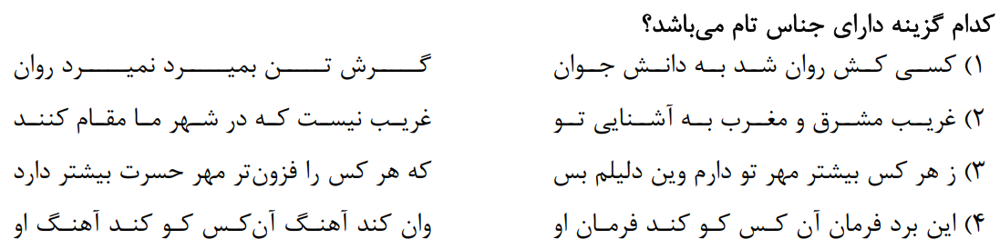 کدام گزینه دارای جناس تام می‌باشد؟
۱) کسی کش روان شد به دانش جوان گرش تن بمیرد نمیرد روان
۲) غریب مشرق و مغرب به آشنایی تو غریب نیست که در شهر ما مقام کنند
۳) ز هر کس بیشتر مهر تو دارم وین دلیلم بس که هر کس را فزون‌تر مهر حسرت بیشتر دارد
۴) این برد فرمان آن کس کو کند فرمان او وان کند آهنگ آن‌کس کو کند آهنگ او